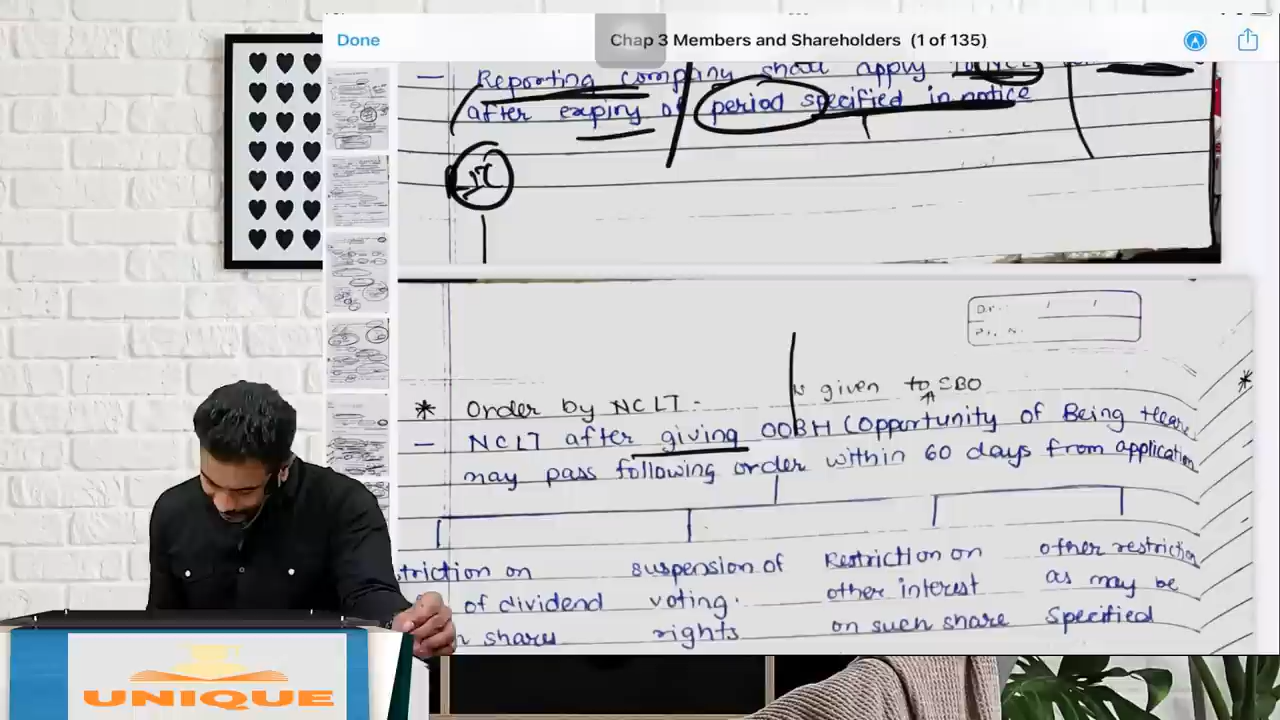 Done
Chap 3 Members and Shareholders (1 of 135)
— Reporting company shall apply
after expiry of period specified in notice
is given to SBO
* Order by NCLT -
— NCLT after giving OOBH (Opportunity of Being
may pass following order within 60 days from application
striction on suspension of Restriction on other restriction
of dividend voting other interest as may be
n shares rights on such share Specified
UNIQUE